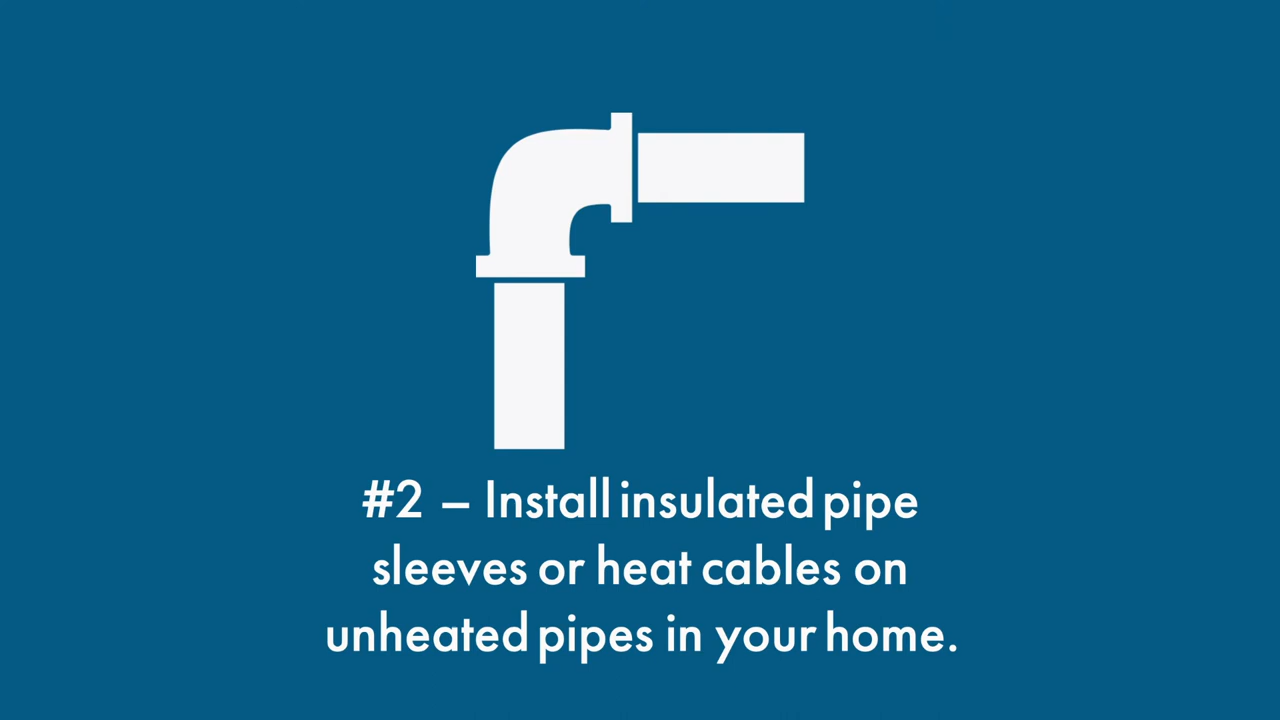 #2 – Install insulated pipe
sleeves or heat cables on
unheated pipes in your home.